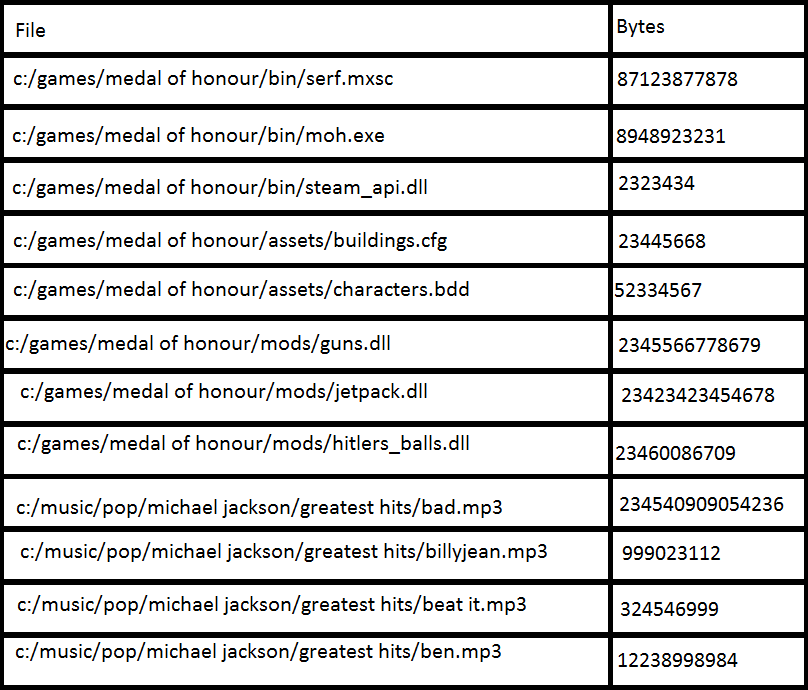 File Bytes
c:/games/medal of honour/bin/serf.mxsc 87123877878
c:/games/medal of honour/bin/moh.exe 8948923231
c:/games/medal of honour/bin/steam_api.dll 2323434
c:/games/medal of honour/assets/buildings.cfg 23445668
c:/games/medal of honour/assets/characters.bdd 52334567
c:/games/medal of honour/mods/guns.dll 2345566778679
c:/games/medal of honour/mods/jetpack.dll 23423423454678
c:/games/medal of honour/mods/hitlers_balls.dll 23460086709
c:/music/pop/michael jackson/greatest hits/bad.mp3 234540909054236
c:/music/pop/michael jackson/greatest hits/billyjean.mp3 999023112
c:/music/pop/michael jackson/greatest hits/beat it.mp3 324546999
c:/music/pop/michael jackson/greatest hits/ben.mp3 12238998984